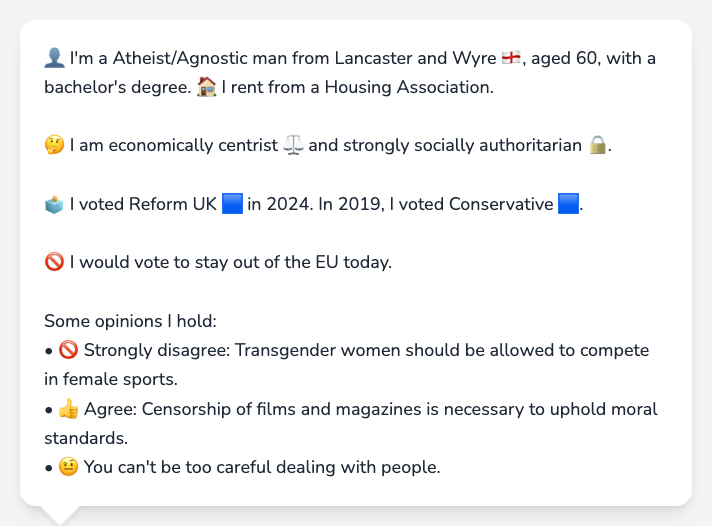 👤 I'm a Atheist/Agnostic man from Lancaster and Wyre 🏴󠁧󠁢󠁥󠁮󠁧󠁿, aged 60, with a
bachelor's degree. 🏠 I rent from a Housing Association.
🤔 I am economically centrist ⚖️ and strongly socially authoritarian 🔒.
🗳️ I voted Reform UK 🟦 in 2024. In 2019, I voted Conservative 🟦.
🚫 I would vote to stay out of the EU today.
Some opinions I hold:
• 🚫 Strongly disagree: Transgender women should be allowed to compete
in female sports.
• 👍 Agree: Censorship of films and magazines is necessary to uphold moral
standards.
• 🤨 You can't be too careful dealing with people.